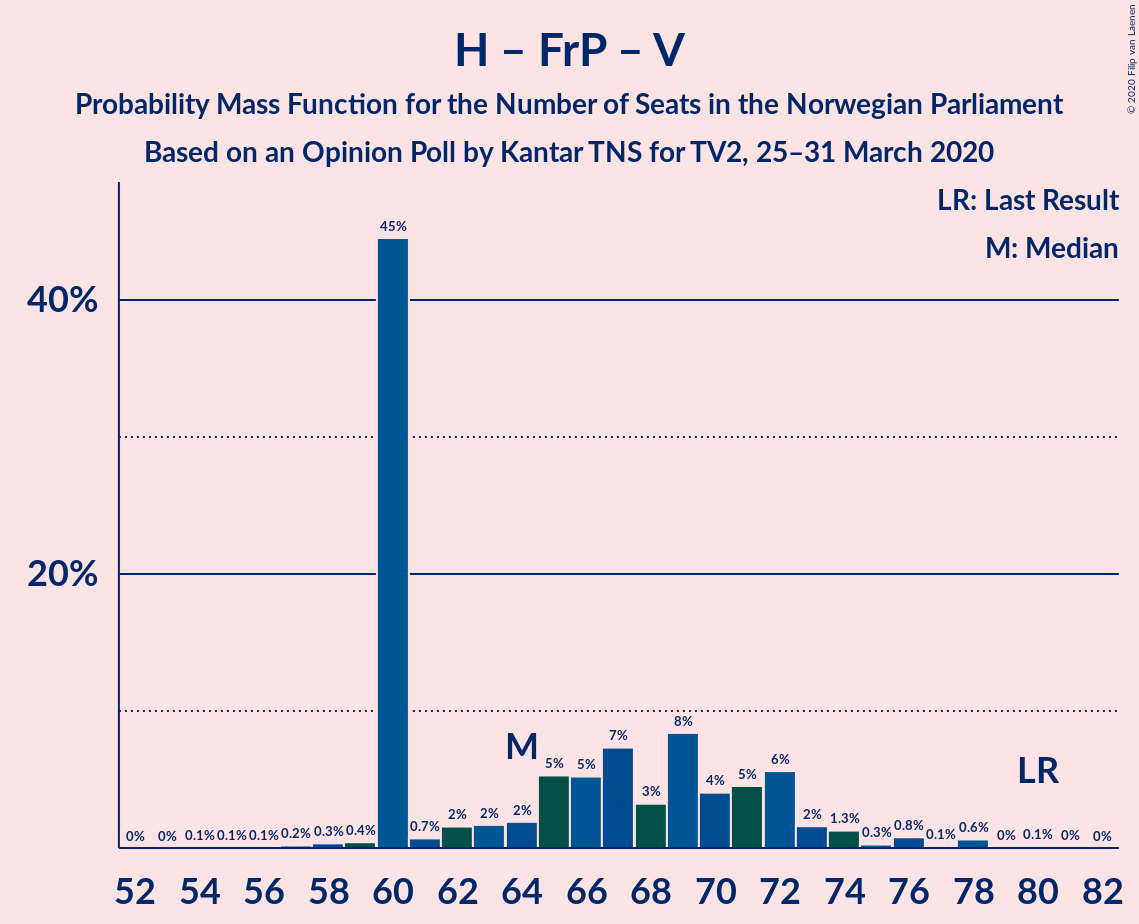 H – FrP – V
Probability Mass Function for the Number of Seats in the Norwegian Parliament
Based on an Opinion Poll by Kantar TNS for TV2, 25–31 March 2020
© 2020 Filip van Laenen
LR: Last Result
M: Median
40%
20%
0% 0% 0.1% 0.1% 0.1% 0.2% 0.3% 0.4% 45% 0.7% 2% 2% 2% 5% 5% 7% 3% 8% 4% 5% 6% 2% 1.3% 0.3% 0.8% 0.1% 0.6% 0% 0.1% 0% 0%
M
LR
52 54 56 58 60 62 64 66 68 70 72 74 76 78 80 82